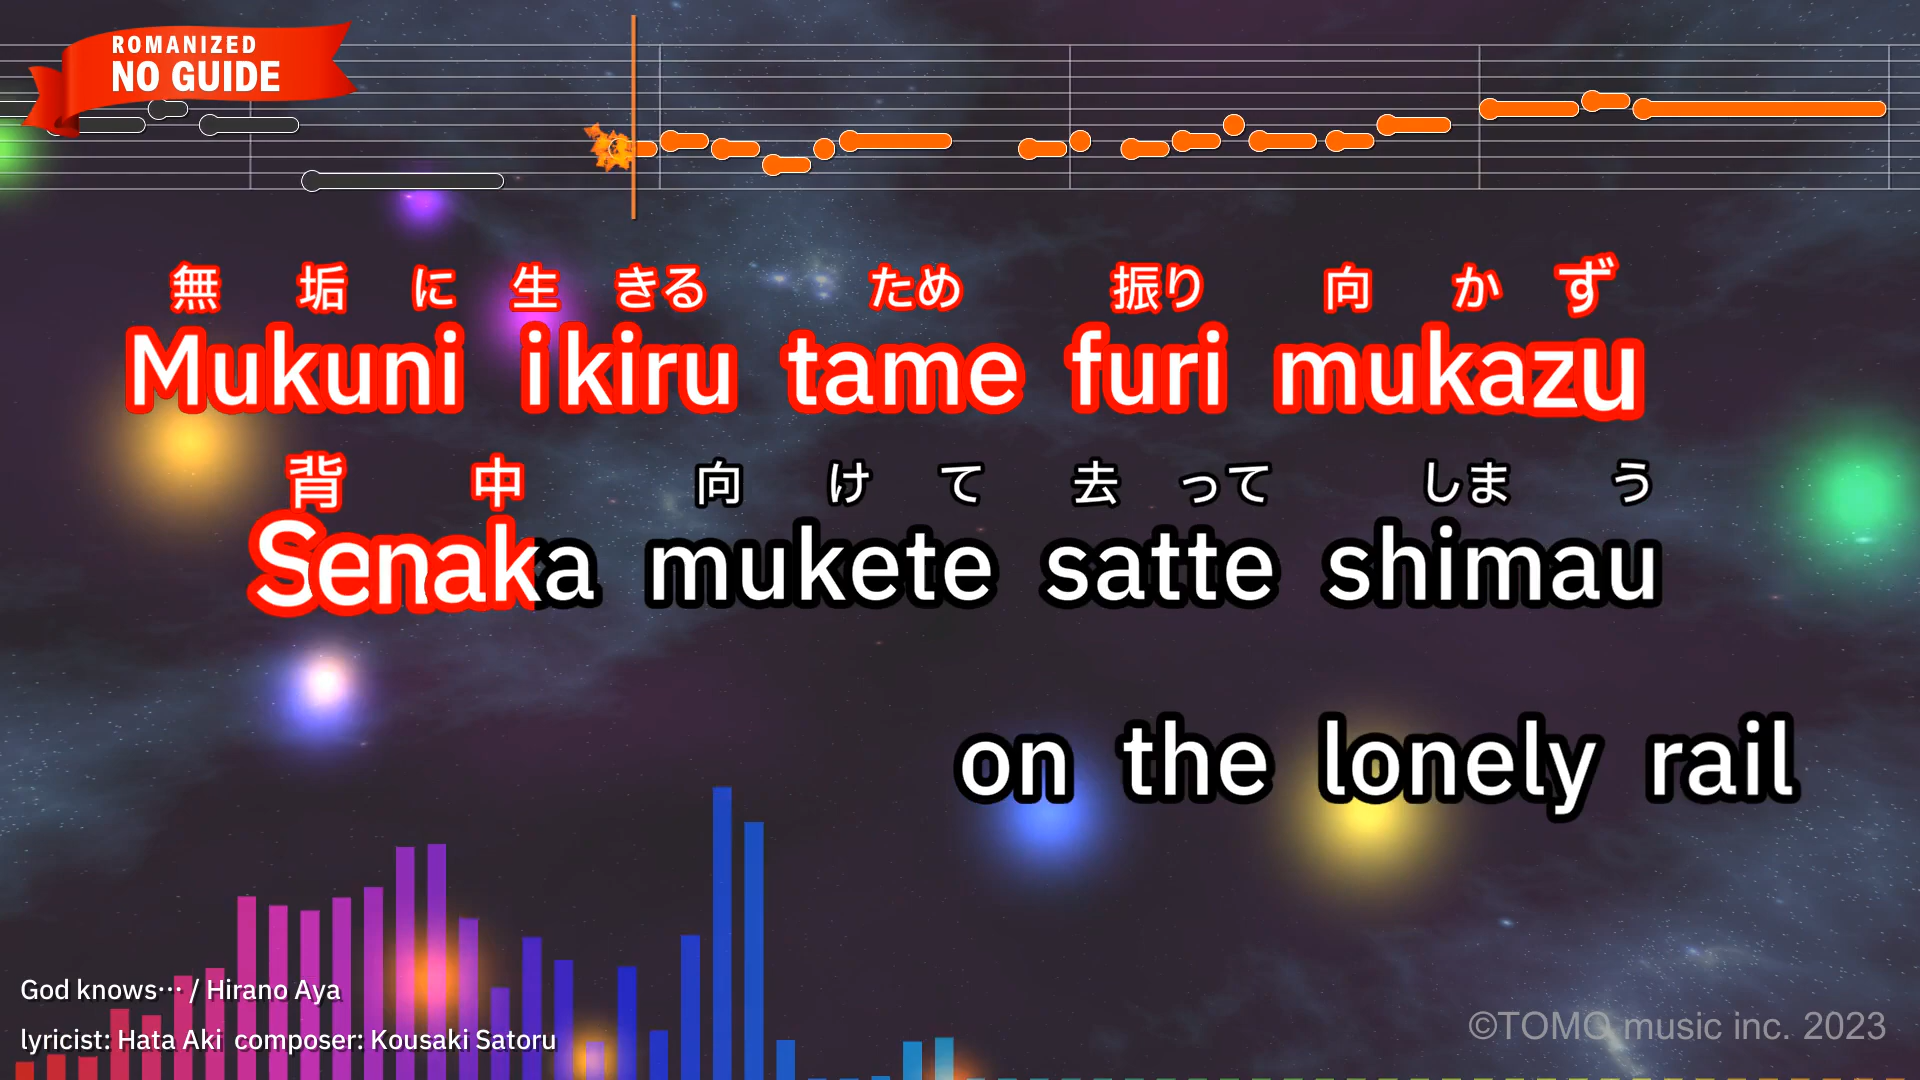 ROMANIZED
NO GUIDE
無垢に生きるため振り向かず
Mukuni ikiru tame furi mukazu
背中向けて去ってしまう
Senaka mukete satte shimau
on the lonely rail
God knows… / Hirano Aya
lyricist: Hata Aki composer: Kousaki Satoru
©TOMO music inc. 2023